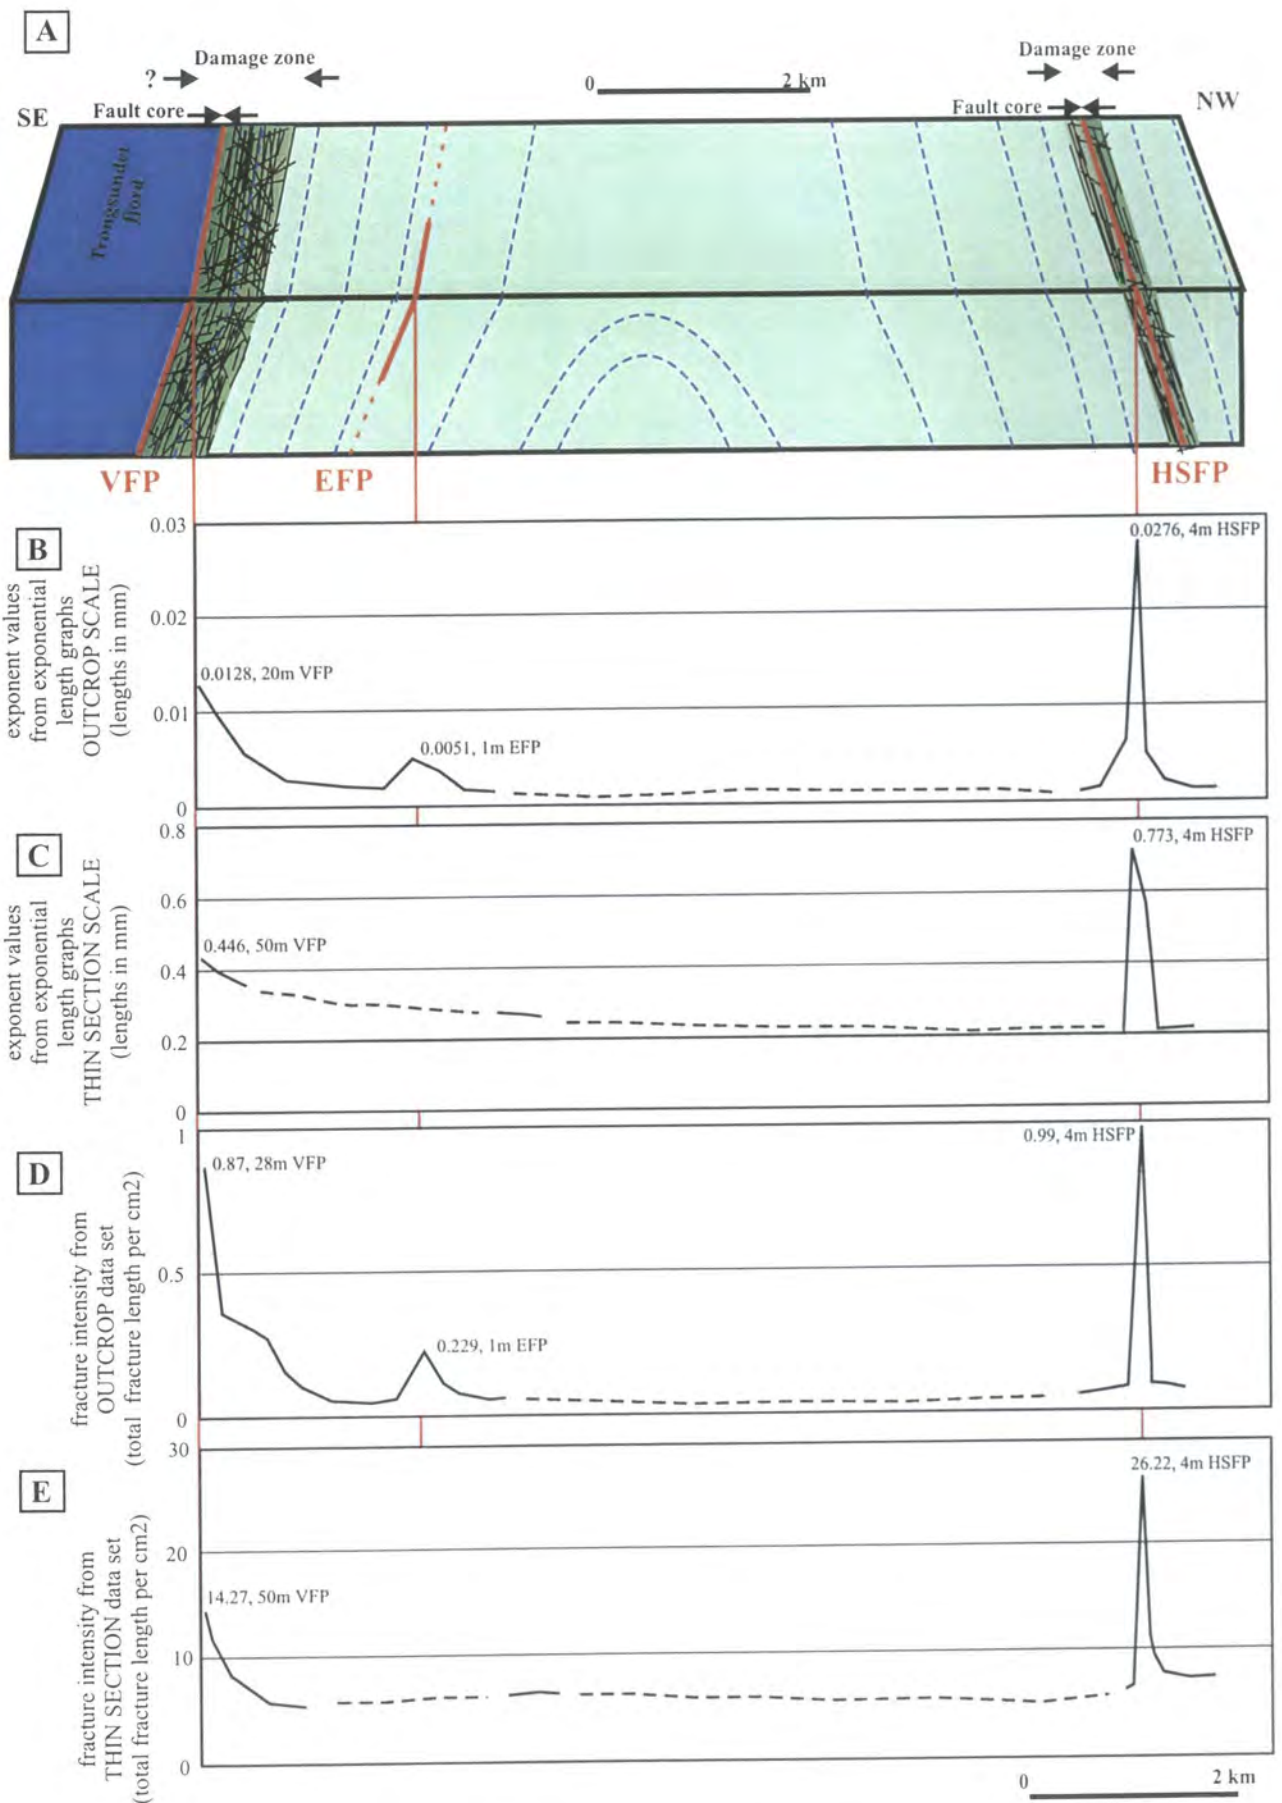 A
Damage zone
?
SE
Fault core
0 2 km
Damage zone
Fault core
NW
Trongsundet
fjord
VFP
EFP
HSFP
B
exponent values
from exponential
length graphs
OUTCROP SCALE
(lengths in mm)
0.03
0.02
0.01
0
0.0128, 20m VFP
0.0051, 1m EFP
0.0276, 4m HSFP
C
exponent values
from exponential
length graphs
THIN SECTION SCALE
(lengths in mm)
0.8
0.6
0.4
0.2
0
0.446, 50m VFP
0.773, 4m HSFP
D
fracture intensity from
OUTCROP data set
(total fracture length per cm2)
1
0.5
0
0.87, 28m VFP
0.229, 1m EFP
0.99, 4m HSFP
E
fracture intensity from
THIN SECTION data set
(total fracture length per cm2)
30
20
10
0
14.27, 50m VFP
26.22, 4m HSFP
0 2 km